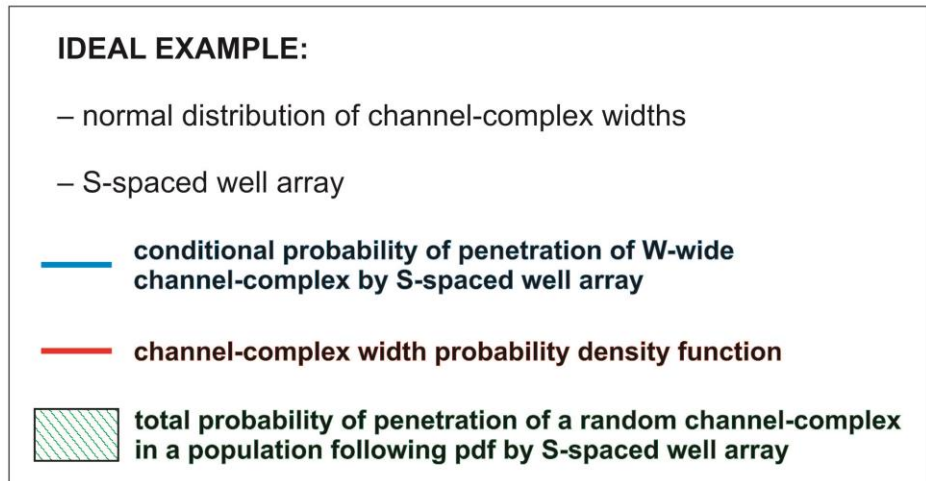 IDEAL EXAMPLE:
– normal distribution of channel-complex widths
– S-spaced well array
conditional probability of penetration of W-wide
channel-complex by S-spaced well array
channel-complex width probability density function
total probability of penetration of a random channel-complex
in a population following pdf by S-spaced well array